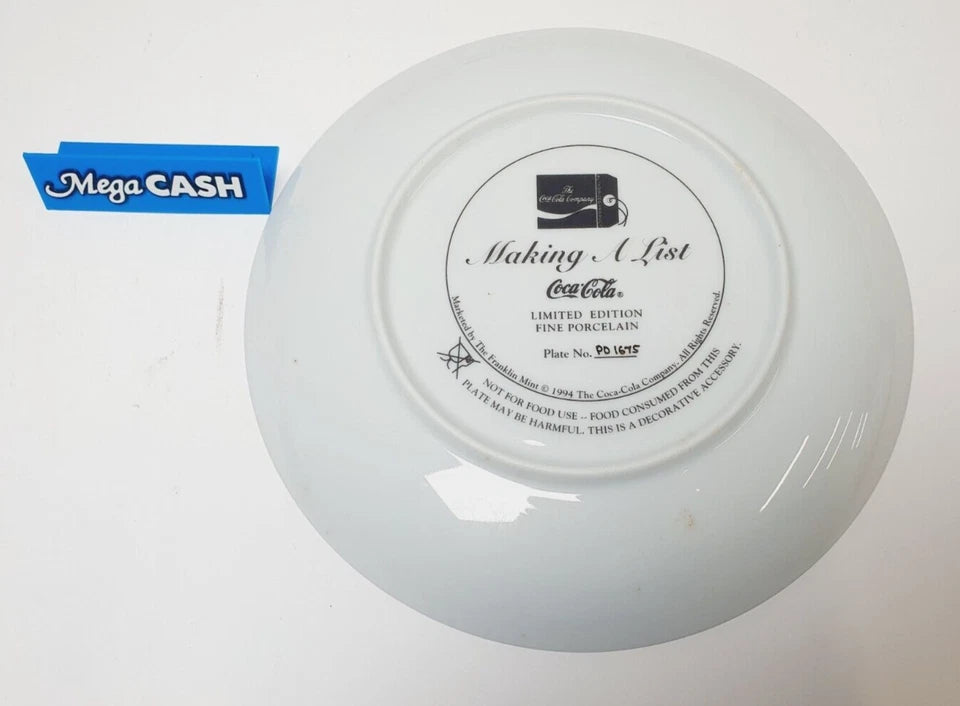 Mega CASH
The
Coca-Cola Company
Making A List
Coca-Cola®
LIMITED EDITION
FINE PORCELAIN
Plate No. PD 1675
Marketed by The Franklin Mint © 1994 The Coca-Cola Company. All Rights Reserved.
NOT FOR FOOD USE -- FOOD CONSUMED FROM THIS
PLATE MAY BE HARMFUL. THIS IS A DECORATIVE ACCESSORY.